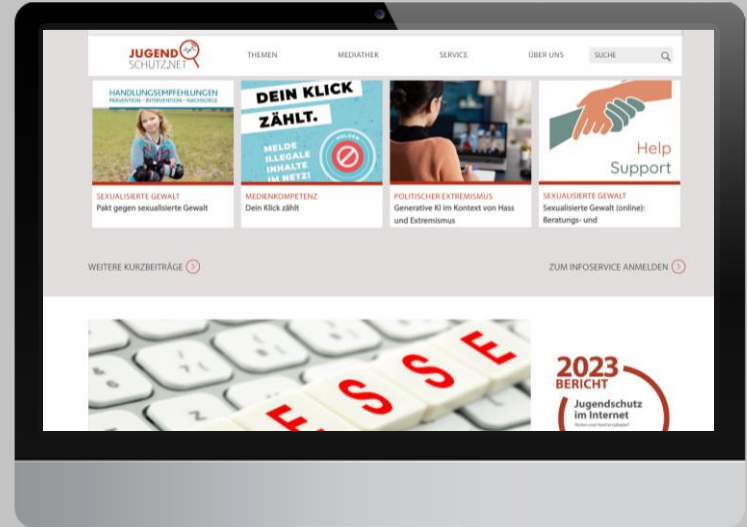 JUGEND
SCHUTZ.NET
THEMEN
MEDIATHEK
SERVICE
ÜBER UNS
SUCHE
HANDLUNGSEMPFEHLUNGEN
PRÄVENTION - INTERVENTION - NACHSORGE
SEXUALISIERTE GEWALT
Pakt gegen sexualisierte Gewalt
DEIN KLICK
ZÄHLT.
MELDE
ILLEGALE
INHALTE
IM NETZ!
MELDEN
MEDIENKOMPETENZ
Dein Klick zählt
POLITISCHER EXTREMISMUS
Generative KI im Kontext von Hass
und Extremismus
Help
Support
SEXUALISIERTE GEWALT
Sexualisierte Gewalt (online):
Beratungs- und
WEITERE KURZBEITRÄGE
ZUM INFOSERVICE ANMELDEN
ESSE
2023
BERICHT
Jugendschutz
im Internet